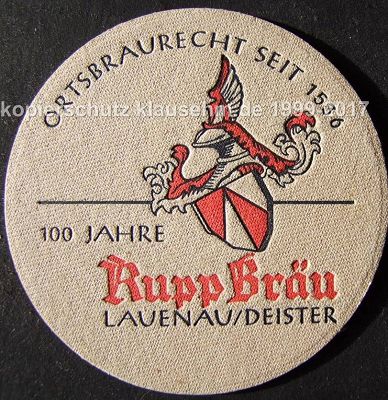 ORTSBRAURECHT SEIT 1556
kopierschutz klausehm.de 1999-2017
100 JAHRE
Rupp Bräu
LAUENAU/DEISTER